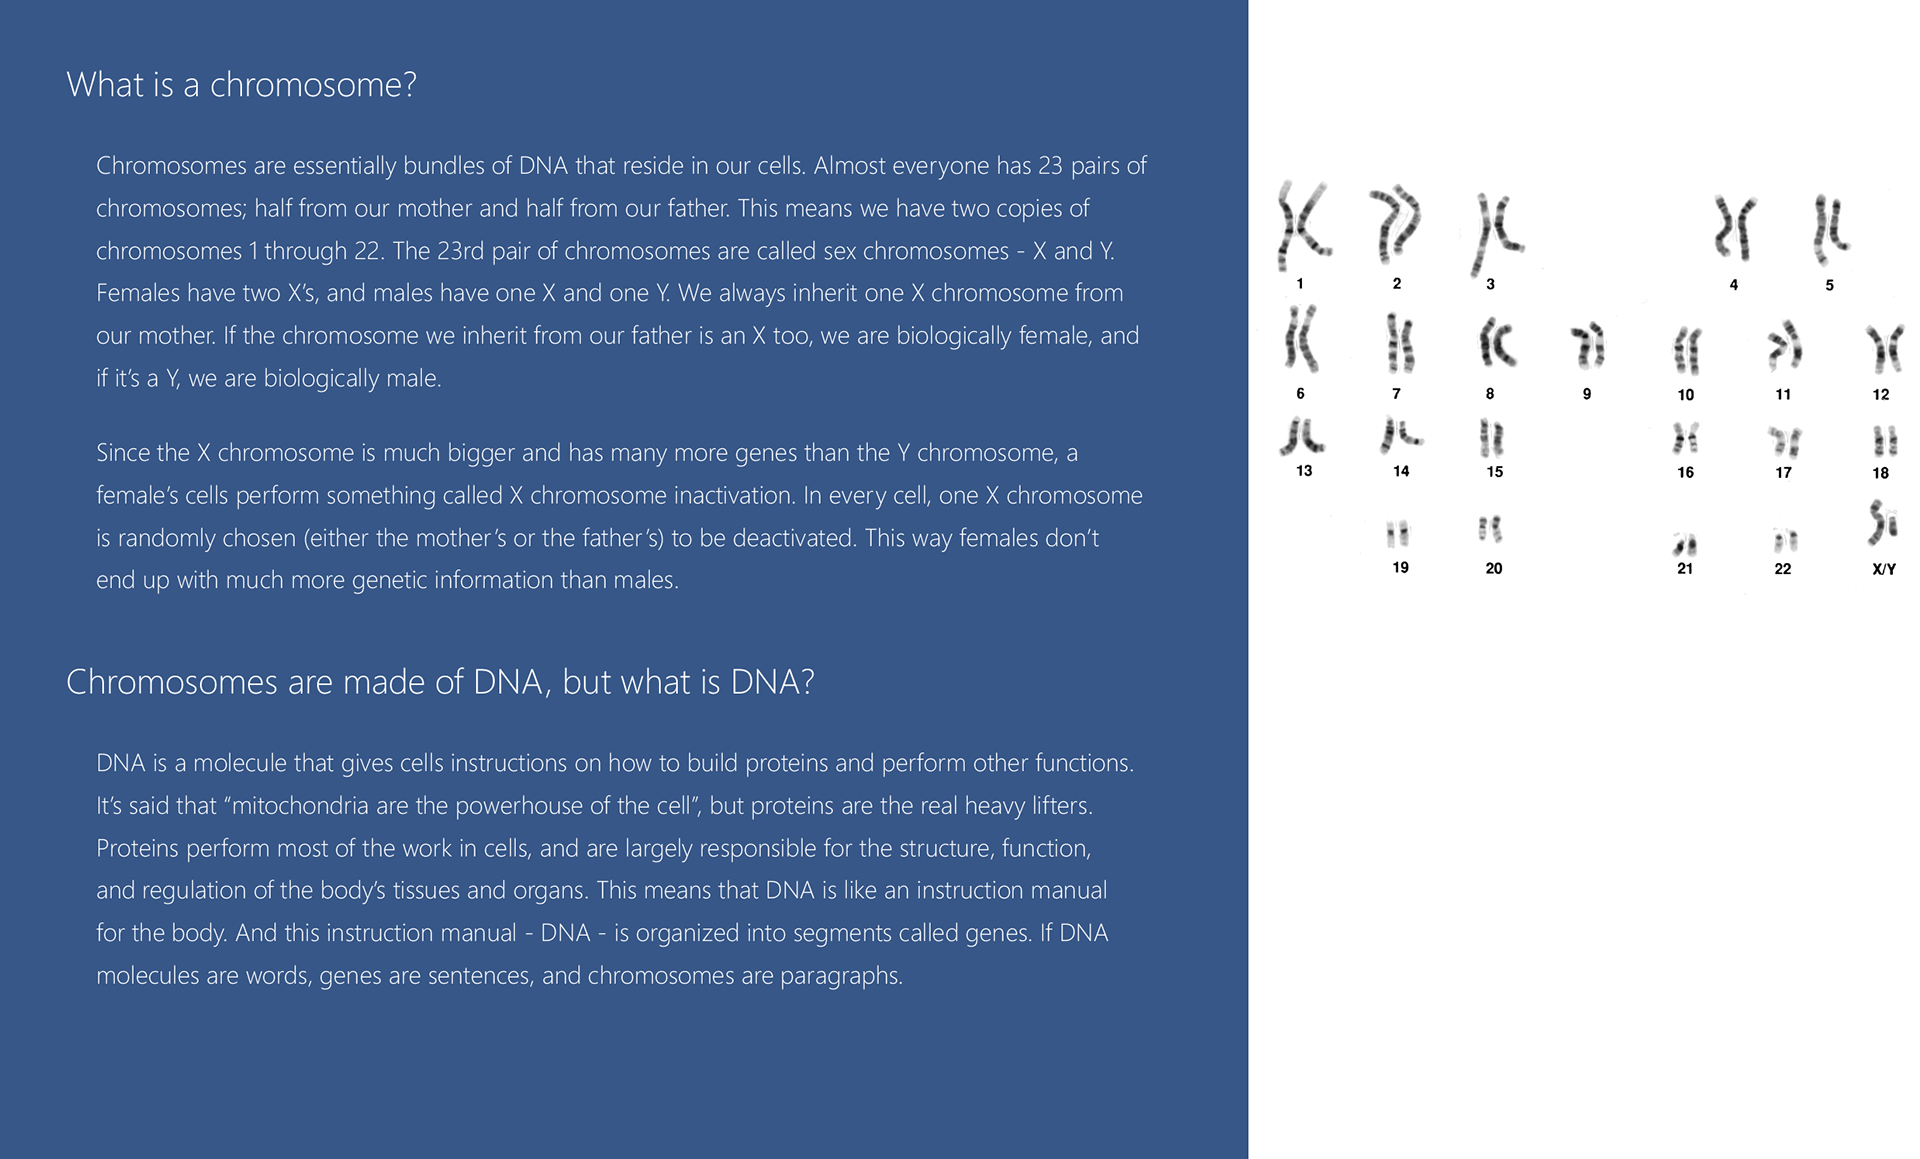 What is a chromosome?
Chromosomes are essentially bundles of DNA that reside in our cells. Almost everyone has 23 pairs of
chromosomes; half from our mother and half from our father. This means we have two copies of
chromosomes 1 through 22. The 23rd pair of chromosomes are called sex chromosomes - X and Y.
Females have two X’s, and males have one X and one Y. We always inherit one X chromosome from
our mother. If the chromosome we inherit from our father is an X too, we are biologically female, and
if it’s a Y, we are biologically male.
Since the X chromosome is much bigger and has many more genes than the Y chromosome, a
female’s cells perform something called X chromosome inactivation. In every cell, one X chromosome
is randomly chosen (either the mother’s or the father’s) to be deactivated. This way females don’t
end up with much more genetic information than males.
Chromosomes are made of DNA, but what is DNA?
DNA is a molecule that gives cells instructions on how to build proteins and perform other functions.
It’s said that “mitochondria are the powerhouse of the cell”, but proteins are the real heavy lifters.
Proteins perform most of the work in cells, and are largely responsible for the structure, function,
and regulation of the body’s tissues and organs. This means that DNA is like an instruction manual
for the body. And this instruction manual - DNA - is organized into segments called genes. If DNA
molecules are words, genes are sentences, and chromosomes are paragraphs.
1 2 3 4 5
6 7 8 9 10 11 12
13 14 15 16 17 18
19 20 21 22 X/Y